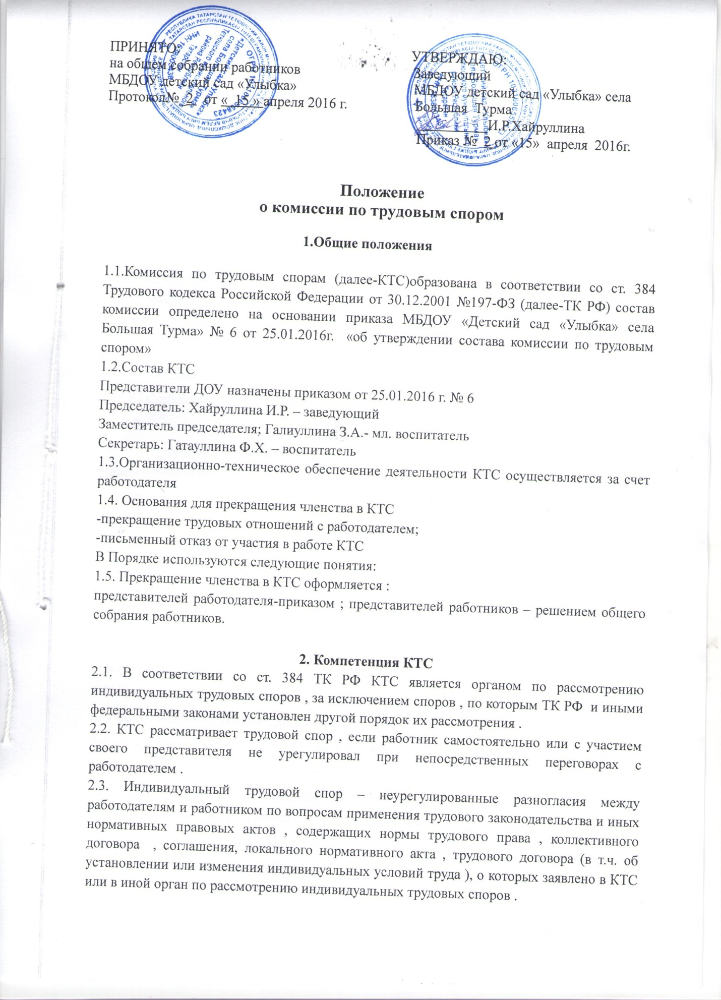 ПРИНЯТО:
на общем собрании работников
МБДОУ детский сад «Улыбка»
Протокол№ 2 от « 15 » апреля 2016 г.
УТВЕРЖДАЮ:
Заведующий
МБДОУ детский сад «Улыбка» села
Большая Турма
И.Р.Хайруллина
Приказ № 2 от «15» апреля 2016г.
Положение
о комиссии по трудовым спором
1.Общие положения
1.1.Комиссия по трудовым спорам (далее-КТС)образована в соответствии со ст. 384
Трудового кодекса Российской Федерации от 30.12.2001 №197-ФЗ (далее-ТК РФ) состав
комиссии определено на основании приказа МБДОУ «Детский сад «Улыбка» села
Большая Турма» № 6 от 25.01.2016г. «об утверждении состава комиссии по трудовым
спором»
1.2.Состав КТС
Представители ДОУ назначены приказом от 25.01.2016 г. № 6
Председатель: Хайруллина И.Р. – заведующий
Заместитель председателя; Галиуллина З.А.- мл. воспитатель
Секретарь: Гатауллина Ф.Х. – воспитатель
1.3.Организационно-техническое обеспечение деятельности КТС осуществляется за счет
работодателя
1.4. Основания для прекращения членства в КТС
-прекращение трудовых отношений с работодателем;
-письменный отказ от участия в работе КТС
В Порядке используются следующие понятия:
1.5. Прекращение членства в КТС оформляется :
представителей работодателя-приказом ; представителей работников – решением общего
собрания работников.
2. Компетенция КТС
2.1. В соответствии со ст. 384 ТК РФ КТС является органом по рассмотрению
индивидуальных трудовых споров , за исключением споров , по которым ТК РФ и иными
федеральными законами установлен другой порядок их рассмотрения .
2.2. КТС рассматривает трудовой спор , если работник самостоятельно или с участием
своего представителя не урегулировал при непосредственных переговорах с
работодателем .
2.3. Индивидуальный трудовой спор – неурегулированные разногласия между
работодателям и работником по вопросам применения трудового законодательства и иных
нормативных правовых актов , содержащих нормы трудового права , коллективного
договора , соглашения, локального нормативного акта , трудового договора (в т.ч. об
установлении или изменения индивидуальных условий труда ), о которых заявлено в КТС
или в иной орган по рассмотрению индивидуальных трудовых споров .